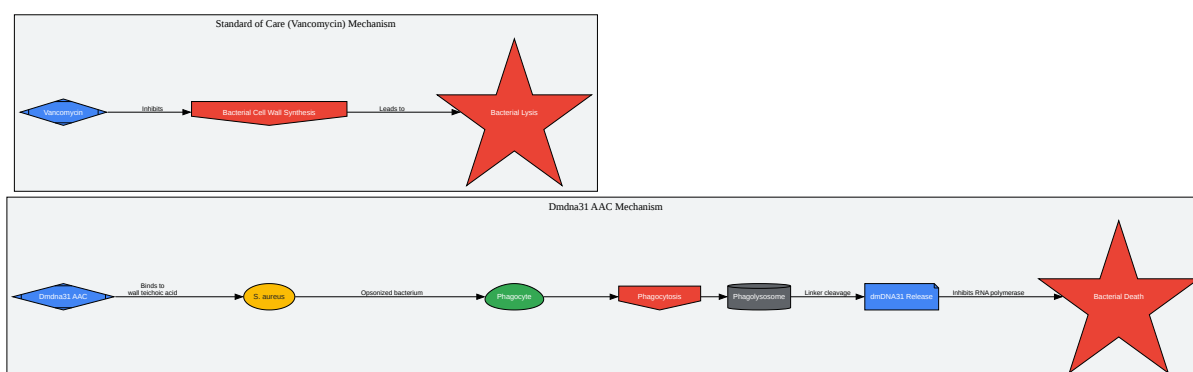 Standard of Care (Vancomycin) Mechanism
Vancomycin
Inhibits
Bacterial Cell Wall Synthesis
Leads to
Bacterial Lysis
Dmdna31 AAC Mechanism
Dmdna31 AAC
Binds to
wall teichoic acid
S. aureus
Opsonized bacterium
Phagocyte
Phagocytosis
Phagolysosome
Linker cleavage
dmDNA31 Release
Inhibits RNA polymerase
Bacterial Death